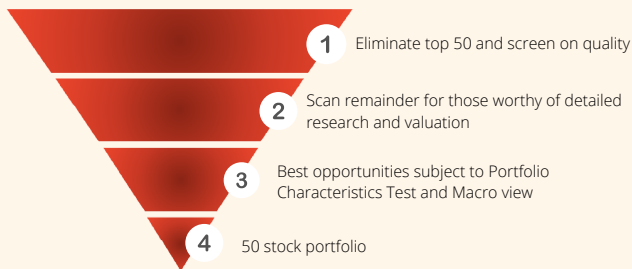 1
Eliminate top 50 and screen on quality
2
Scan remainder for those worthy of detailed
research and valuation
3
Best opportunities subject to Portfolio
Characteristics Test and Macro view
4
50 stock portfolio